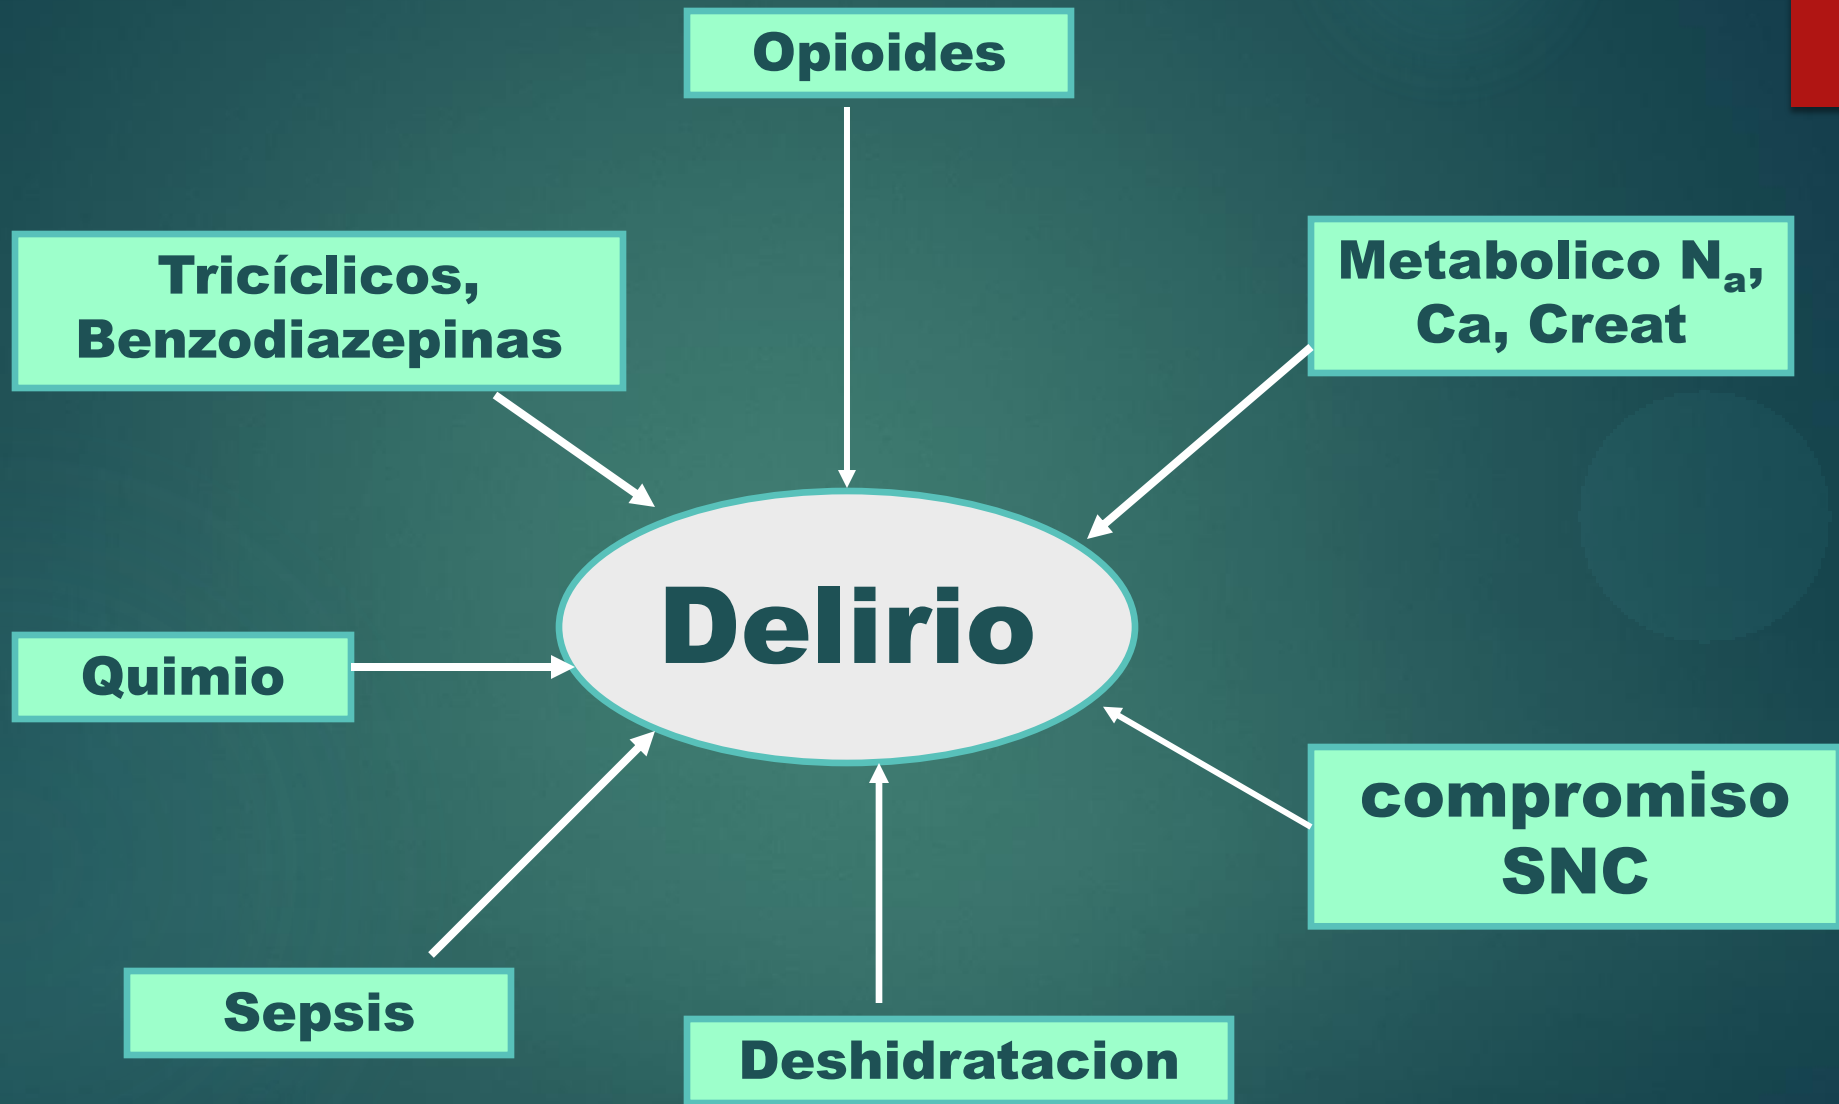 Opioides
Tricíclicos,
Benzodiazepinas
Metabolico Na,
Ca, Creat
Delirio
Quimio
compromiso
SNC
Sepsis
Deshidratacion